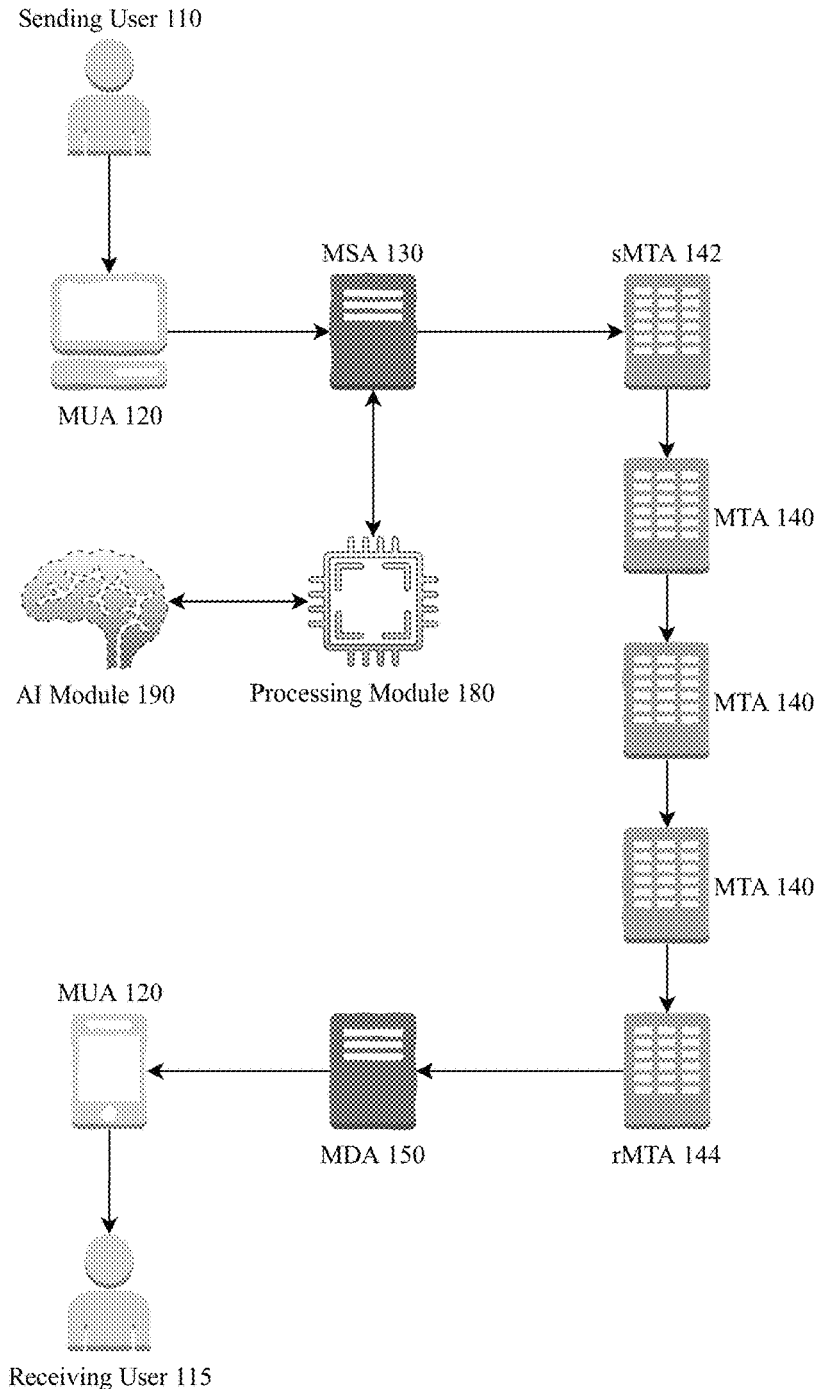 Sending User 110
MSA 130
sMTA 142
MUA 120
MTA 140
AI Module 190
Processing Module 180
MTA 140
MTA 140
MUA 120
MDA 150
rMTA 144
Receiving User 115